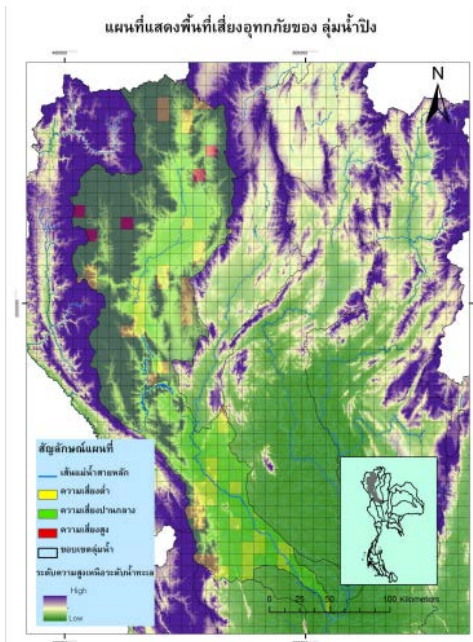 แผนที่แสดงพื้นที่เสี่ยงอุทกภัยของ ลุ่มน้ำปิง
N
สัญลักษณ์แผนที่
เส้นแม่น้ำสายหลัก
ความเสี่ยงต่ำ
ความเสี่ยงปานกลาง
ความเสี่ยงสูง
ขอบเขตลุ่มน้ำ
ระดับความสูงเหนือระดับน้ำทะเล
High
Low
0 25 50 100 Kilometers